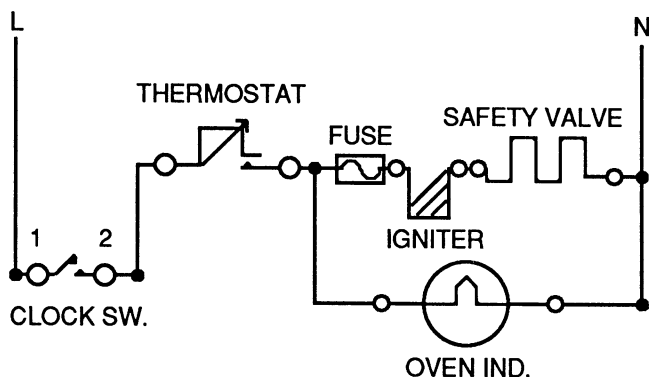 L
N
THERMOSTAT
FUSE
SAFETY VALVE
1 2
IGNITER
CLOCK SW.
OVEN IND.